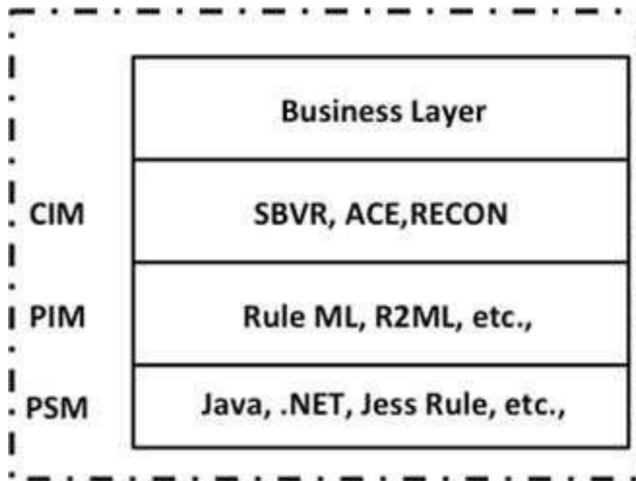 Business Layer
CIM SBVR, ACE,RECON
PIM Rule ML, R2ML, etc.,
PSM Java, .NET, Jess Rule, etc.,